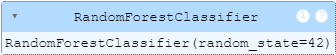 RandomForestClassifier i ?
RandomForestClassifier(random_state=42)